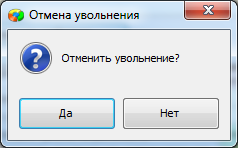 Отмена увольнения
Отменить увольнение?
Да
Нет